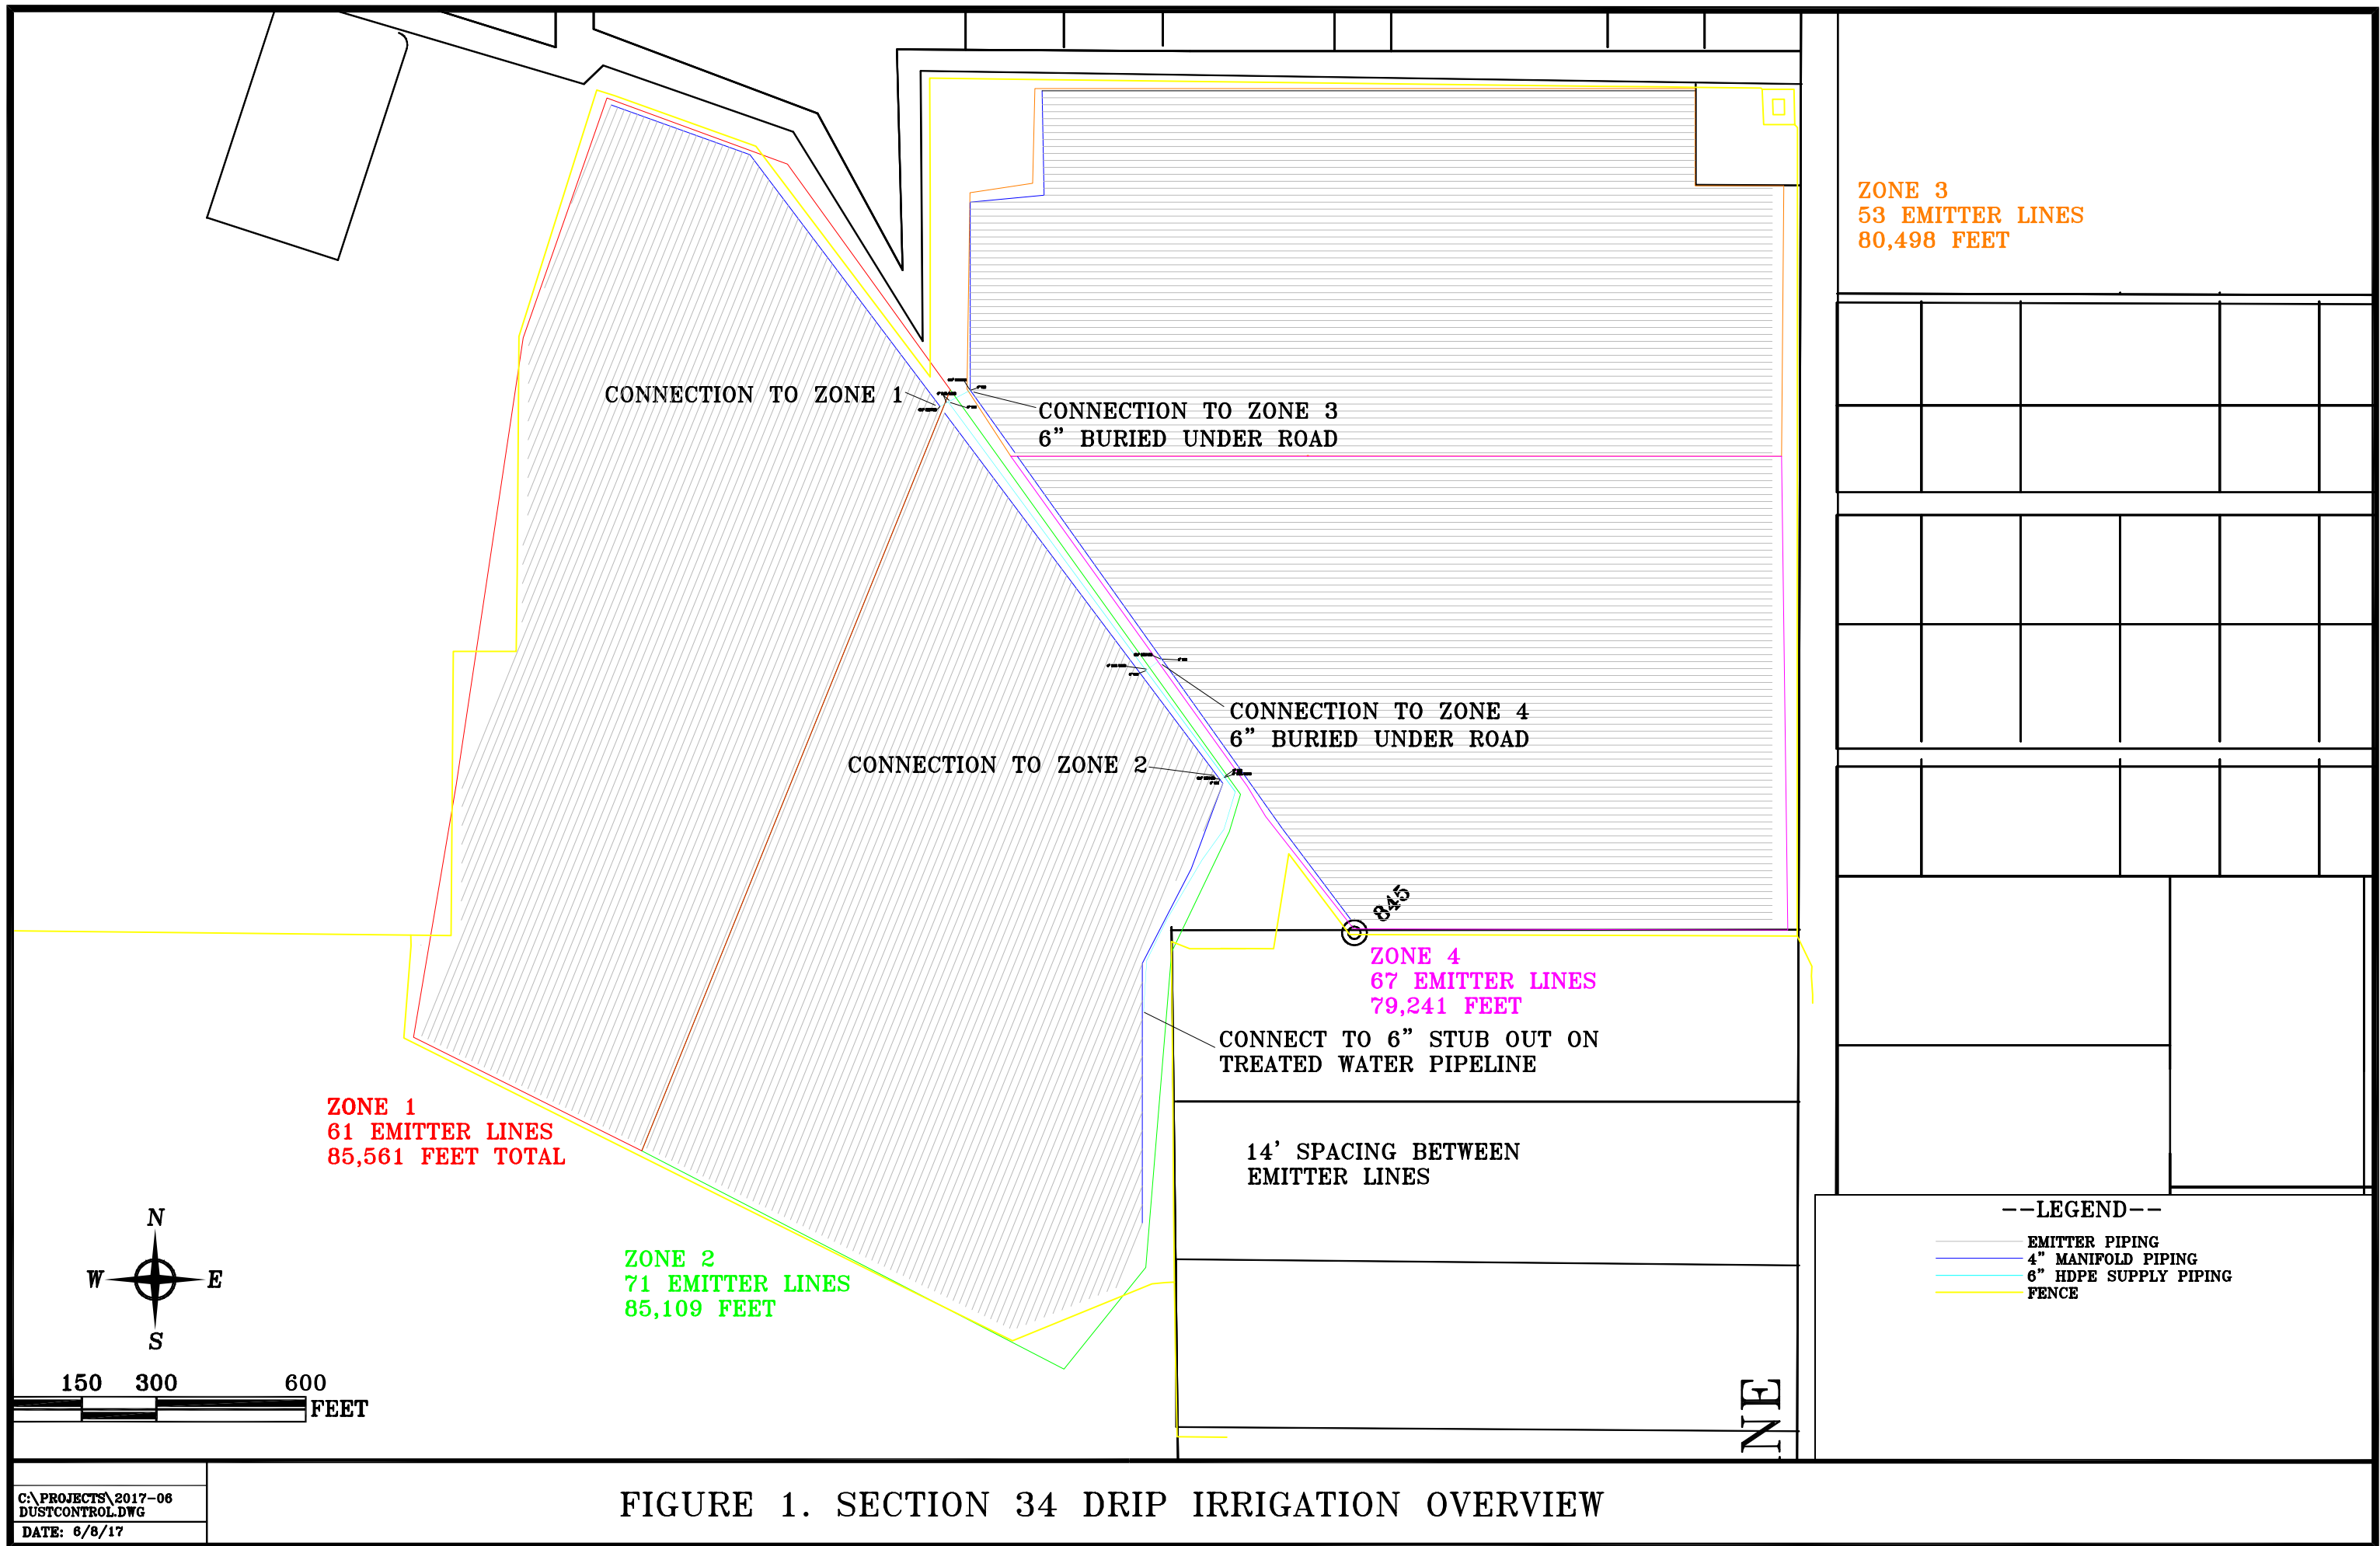 ZONE 3
53 EMITTER LINES
80,498 FEET
CONNECTION TO ZONE 1
CONNECTION TO ZONE 3
6” BURIED UNDER ROAD
CONNECTION TO ZONE 4
6” BURIED UNDER ROAD
CONNECTION TO ZONE 2
845
ZONE 4
67 EMITTER LINES
79,241 FEET
CONNECT TO 6” STUB OUT ON
TREATED WATER PIPELINE
ZONE 1
61 EMITTER LINES
85,561 FEET TOTAL
14’ SPACING BETWEEN
EMITTER LINES
ZONE 2
71 EMITTER LINES
85,109 FEET
N
W E
S
150 300 600
FEET
--LEGEND--
EMITTER PIPING
4” MANIFOLD PIPING
6” HDPE SUPPLY PIPING
FENCE
NE
C:\PROJECTS\2017-06
DUSTCONTROL.DWG
DATE: 6/8/17
FIGURE 1. SECTION 34 DRIP IRRIGATION OVERVIEW